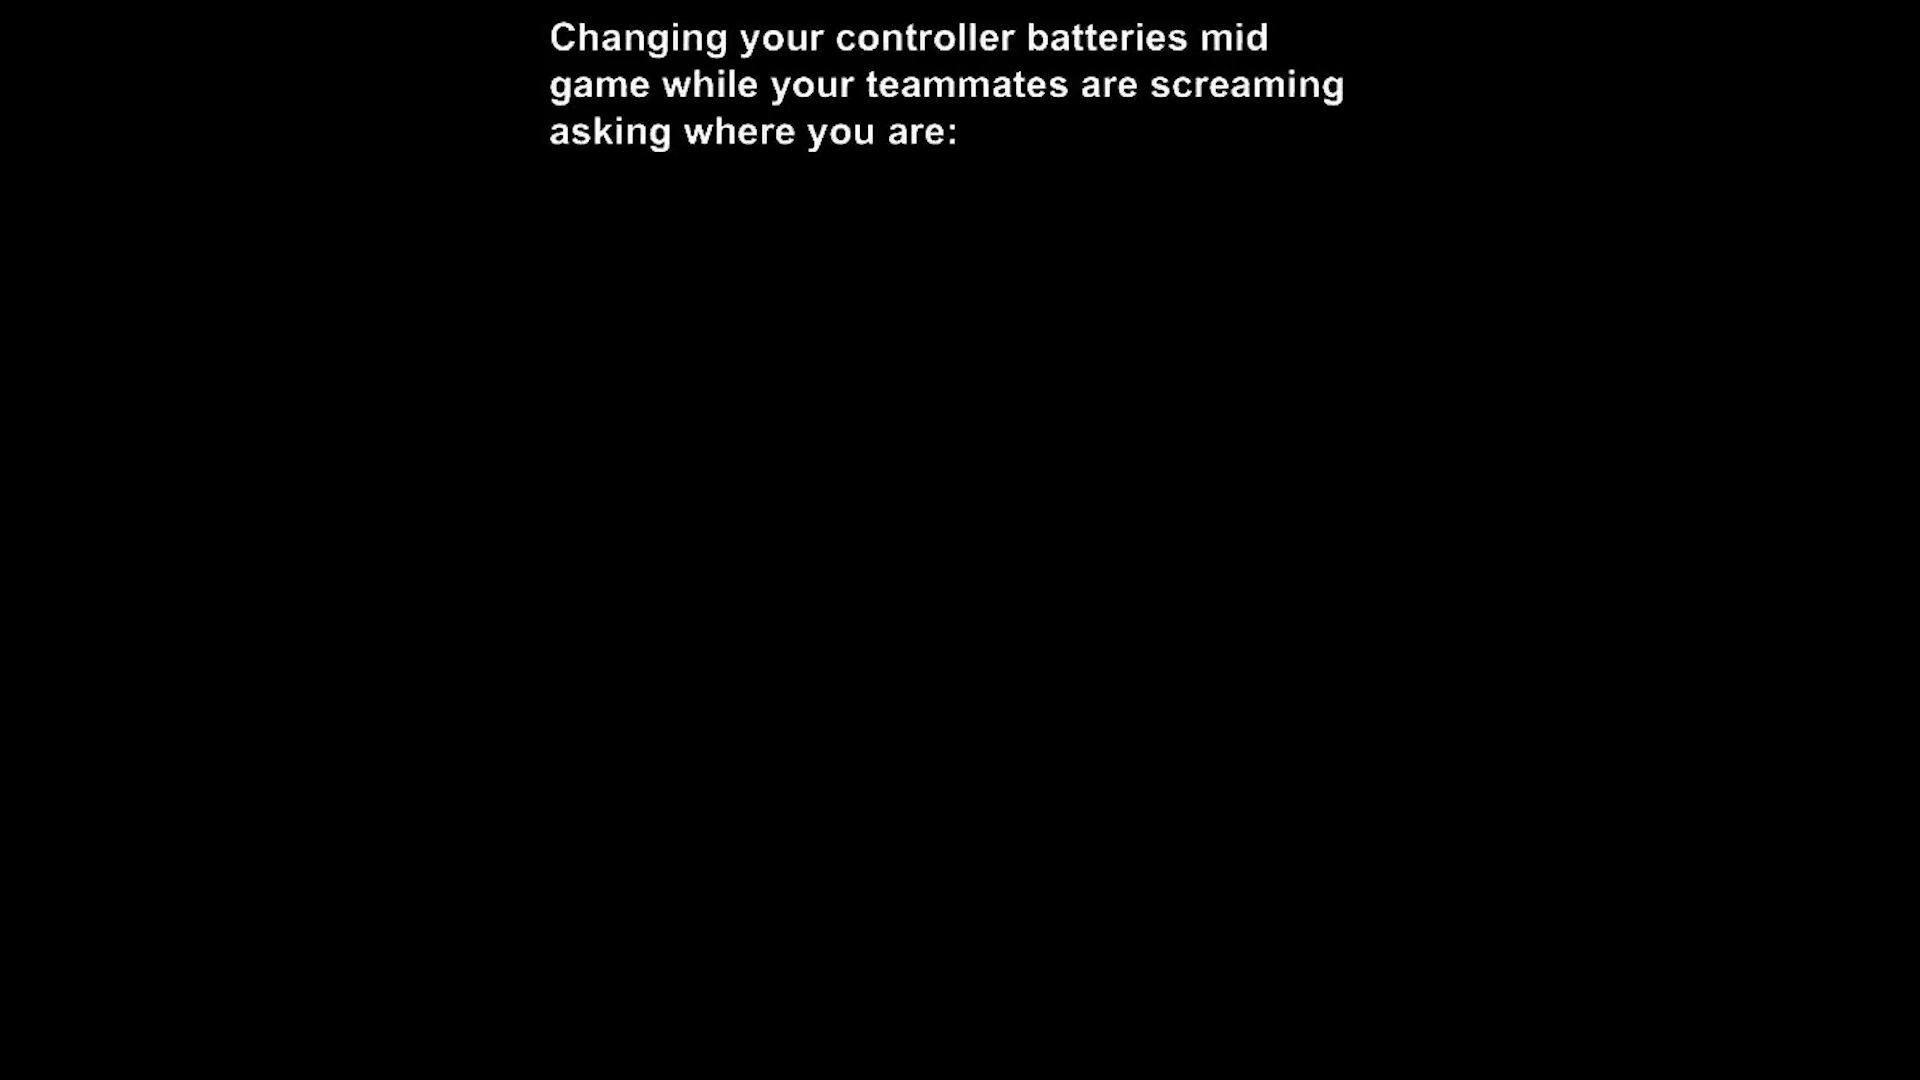 Changing your controller batteries mid
game while your teammates are screaming
asking where you are: